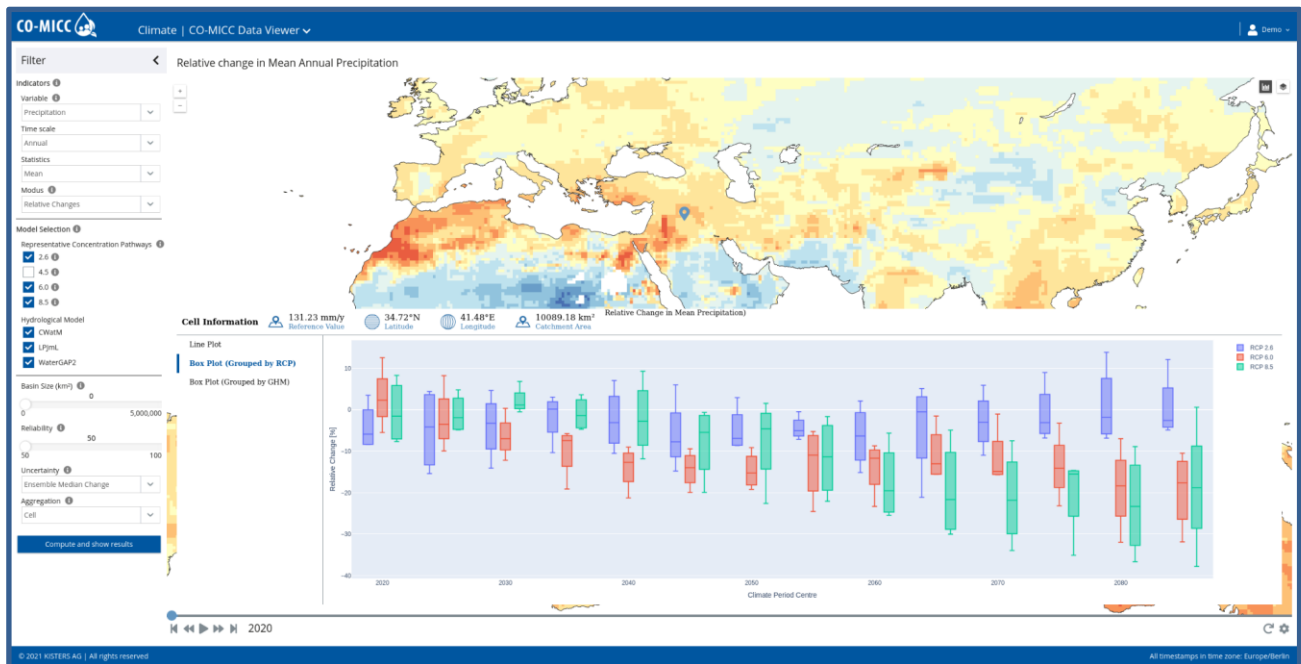 CO-MICC
Climate | CO-MICC Data Viewer
Demo
Filter
Indicators
Variable
Precipitation
Time scale
Annual
Statistics
Mean
Modus
Relative Changes
Model Selection
Representative Concentration Pathways
2.6
4.5
6.0
8.5
Hydrological Model
CWatM
LPJmL
WaterGAP2
Basin Size (km²)
0
0 5,000,000
Reliability
50
50 100
Uncertainty
Ensemble Median Change
Aggregation
Cell
Compute and show results
Relative change in Mean Annual Precipitation
+
−
Relative Change in Mean Precipitation)
Cell Information
131.23 mm/y
Reference Value
34.72°N
Latitude
41.48°E
Longitude
10089.18 km²
Catchment Area
Line Plot
Box Plot (Grouped by RCP)
Box Plot (Grouped by GHM)
Relative Change [%]
10
0
−10
−20
−30
−40
2020 2030 2040 2050 2060 2070 2080
Climate Period Centre
RCP 2.6
RCP 6.0
RCP 8.5
2020
© 2021 KISTERS AG | All rights reserved
All timestamps in time zone: Europe/Berlin